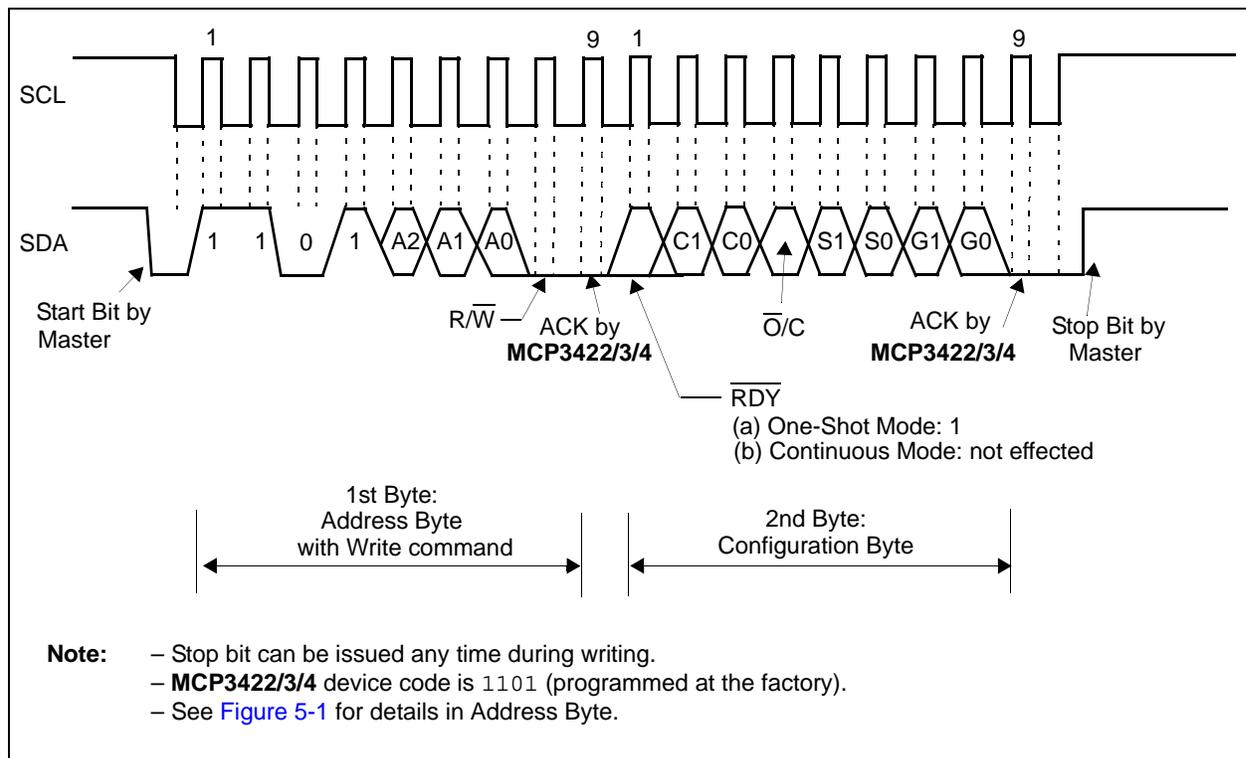 1 9 1 9
SCL
SDA
1 1 0 1 A2 A1 A0 C1 C0 S1 S0 G1 G0
Start Bit by
Master
R/W̅
ACK by
MCP3422/3/4
O̅/C
ACK by
MCP3422/3/4
Stop Bit by
Master
R̅D̅Y̅
(a) One-Shot Mode: 1
(b) Continuous Mode: not effected
1st Byte:
Address Byte
with Write command
2nd Byte:
Configuration Byte
Note: – Stop bit can be issued any time during writing.
– MCP3422/3/4 device code is 1101 (programmed at the factory).
– See Figure 5-1 for details in Address Byte.